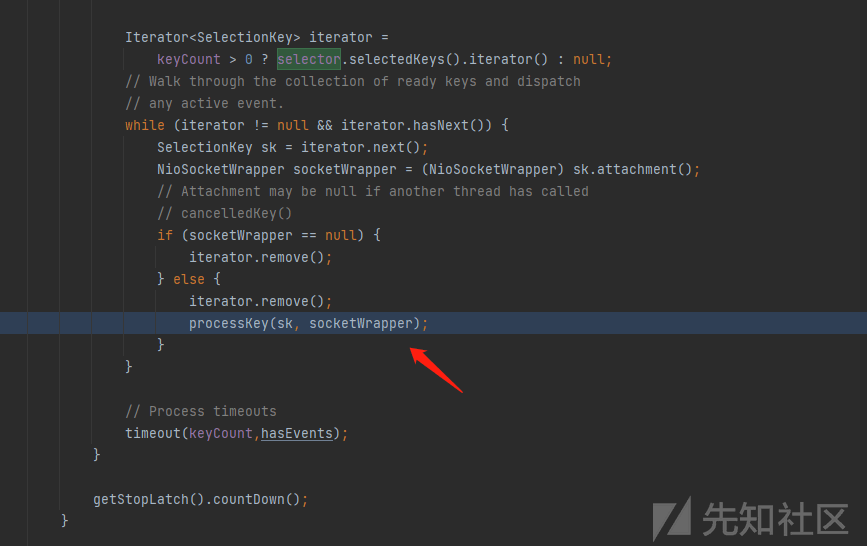 Iterator<SelectionKey> iterator =
keyCount > 0 ? selector.selectedKeys().iterator() : null;
// Walk through the collection of ready keys and dispatch
// any active event.
while (iterator != null && iterator.hasNext()) {
SelectionKey sk = iterator.next();
NioSocketWrapper socketWrapper = (NioSocketWrapper) sk.attachment();
// Attachment may be null if another thread has called
// cancelledKey()
if (socketWrapper == null) {
iterator.remove();
} else {
iterator.remove();
processKey(sk, socketWrapper);
}
}
// Process timeouts
timeout(keyCount,hasEvents);
}
getStopLatch().countDown();
}
先知社区